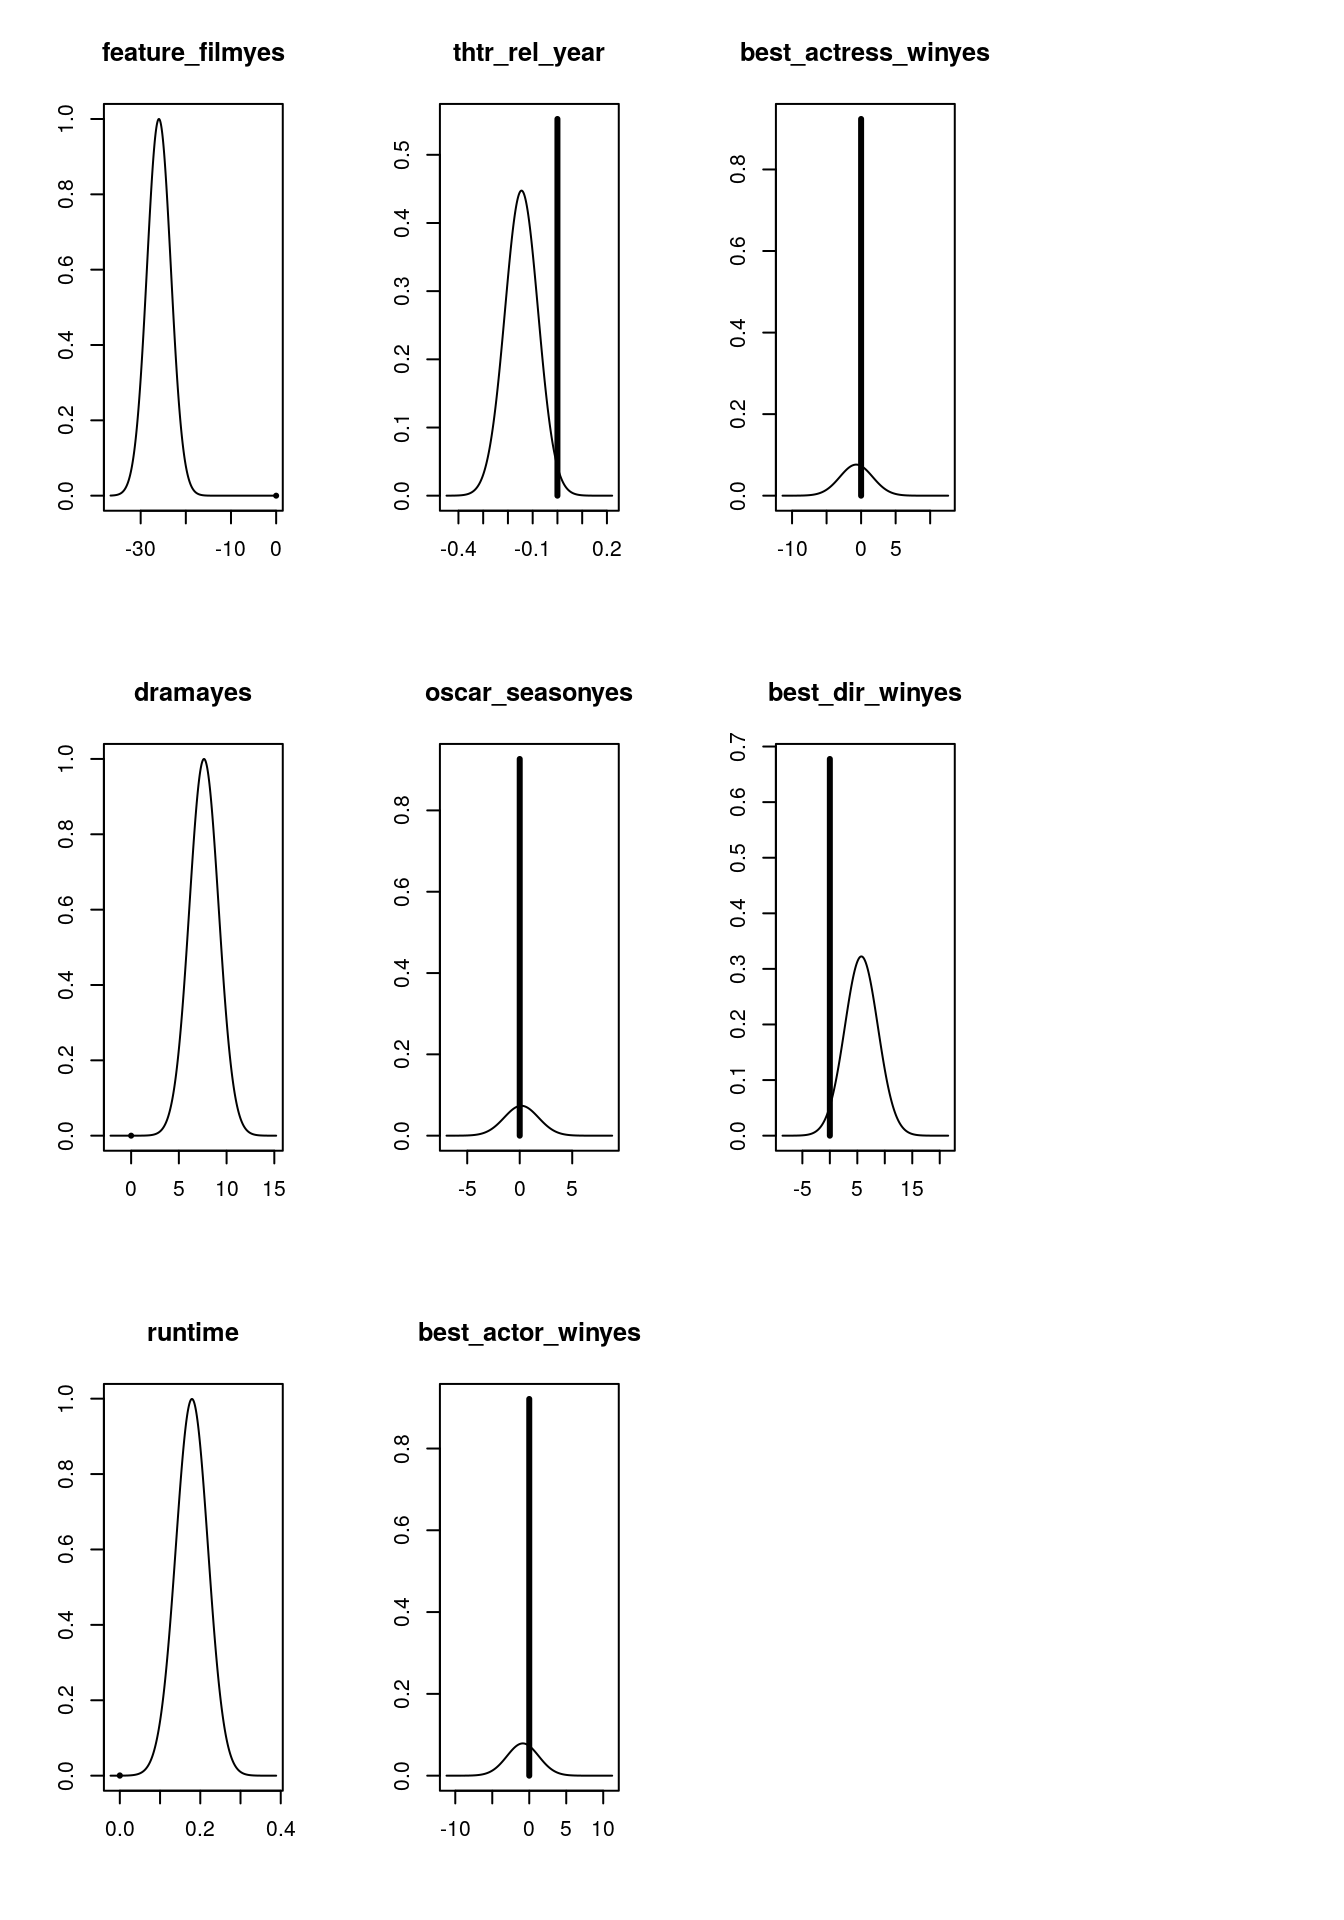 feature_filmyes
1.0
0.8
0.6
0.4
0.2
0.0
-30 -10 0
thtr_rel_year
0.5
0.4
0.3
0.2
0.1
0.0
-0.4 -0.1 0.2
best_actress_winyes
0.8
0.6
0.4
0.2
0.0
-10 0 5
dramayes
1.0
0.8
0.6
0.4
0.2
0.0
0 5 10 15
oscar_seasonyes
0.8
0.6
0.4
0.2
0.0
-5 0 5
best_dir_winyes
0.7
0.6
0.5
0.4
0.3
0.2
0.1
0.0
-5 5 15
runtime
1.0
0.8
0.6
0.4
0.2
0.0
0.0 0.2 0.4
best_actor_winyes
0.8
0.6
0.4
0.2
0.0
-10 0 5 10